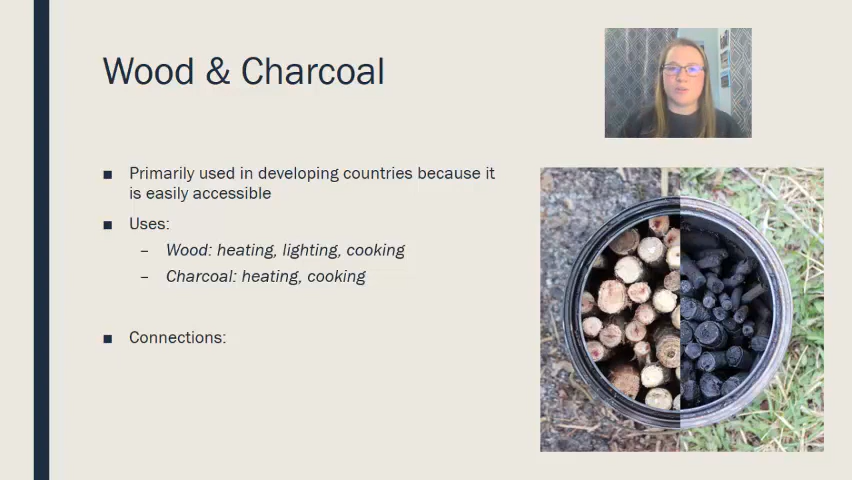 Wood & Charcoal
■ Primarily used in developing countries because it
is easily accessible
■ Uses:
– Wood: heating, lighting, cooking
– Charcoal: heating, cooking
■ Connections: